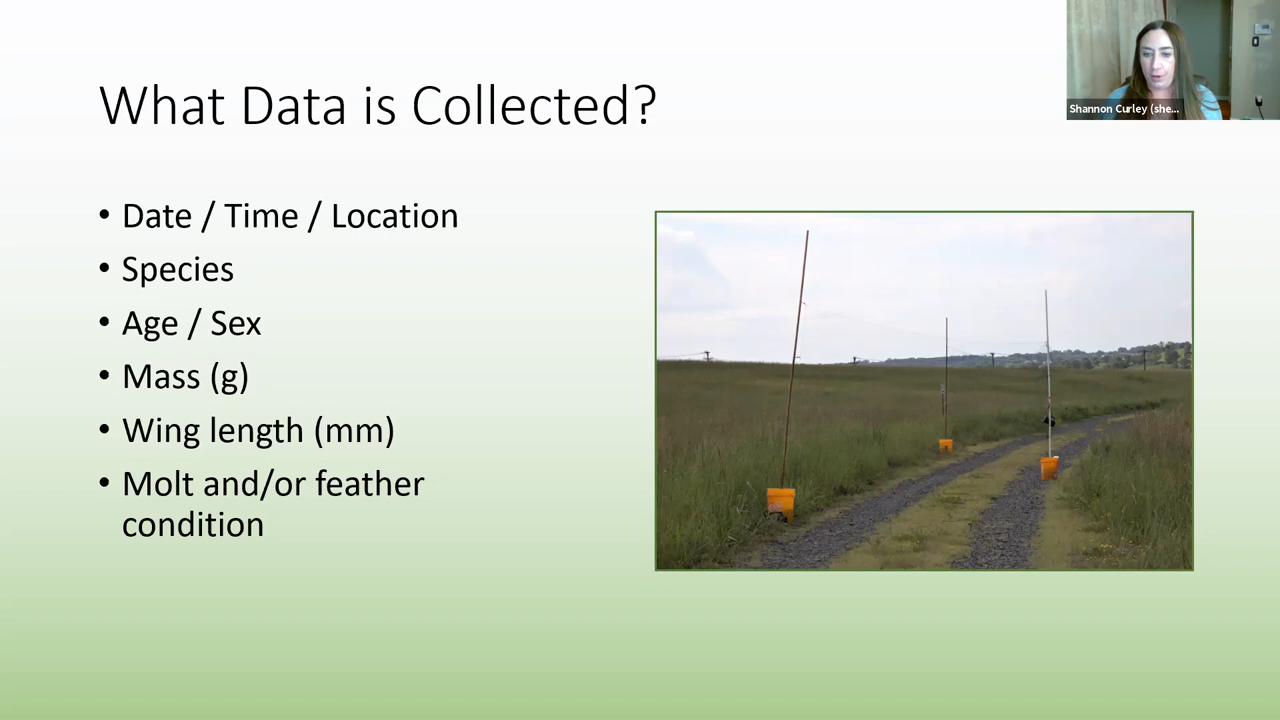 Shannon Curley (she...
What Data is Collected?
• Date / Time / Location
• Species
• Age / Sex
• Mass (g)
• Wing length (mm)
• Molt and/or feather
condition